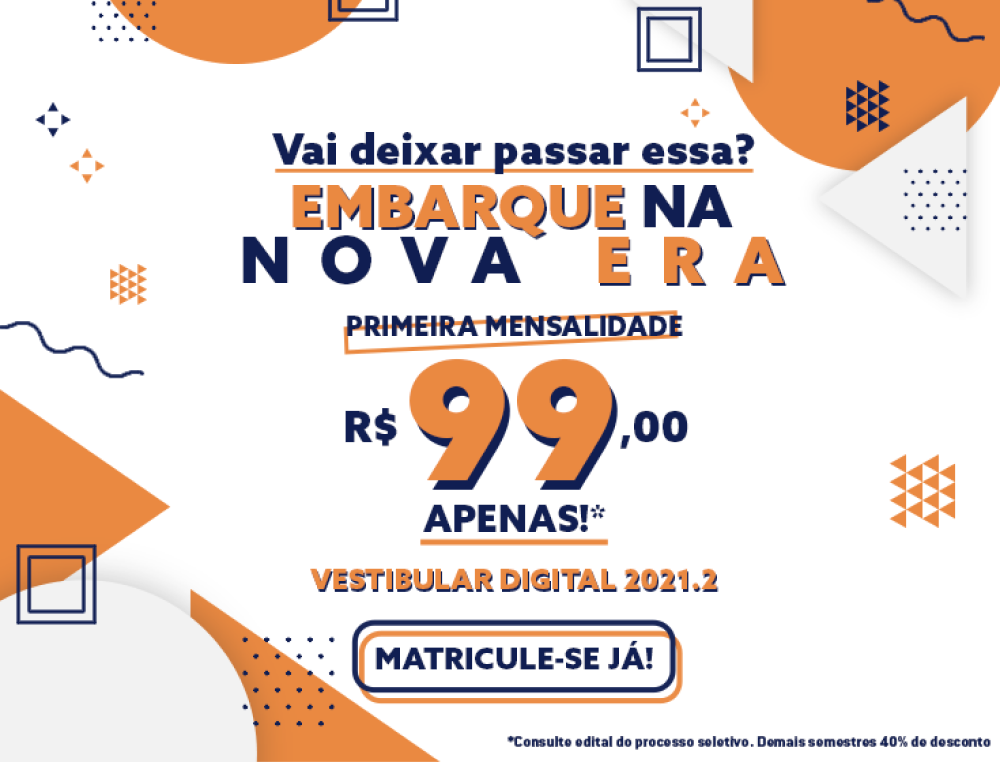 Vai deixar passar essa?
EMBARQUE NA
NOVA ERA
PRIMEIRA MENSALIDADE
R$ 99,00
APENAS!*
VESTIBULAR DIGITAL 2021.2
MATRICULE-SE JÁ!
*Consulte edital do processo seletivo. Demais semestres 40% de desconto